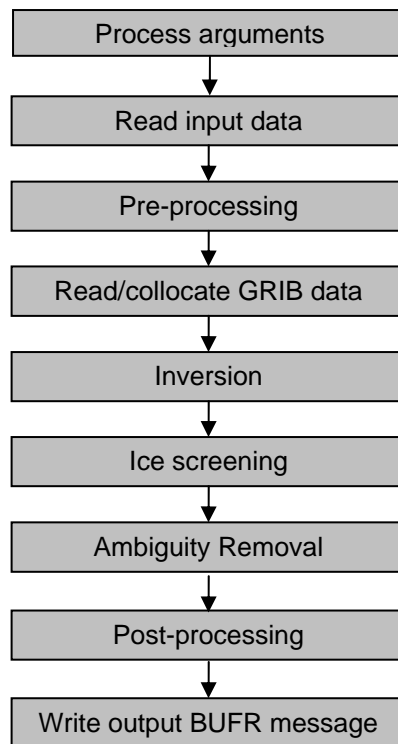 Process arguments
Read input data
Pre-processing
Read/collocate GRIB data
Inversion
Ice screening
Ambiguity Removal
Post-processing
Write output BUFR message